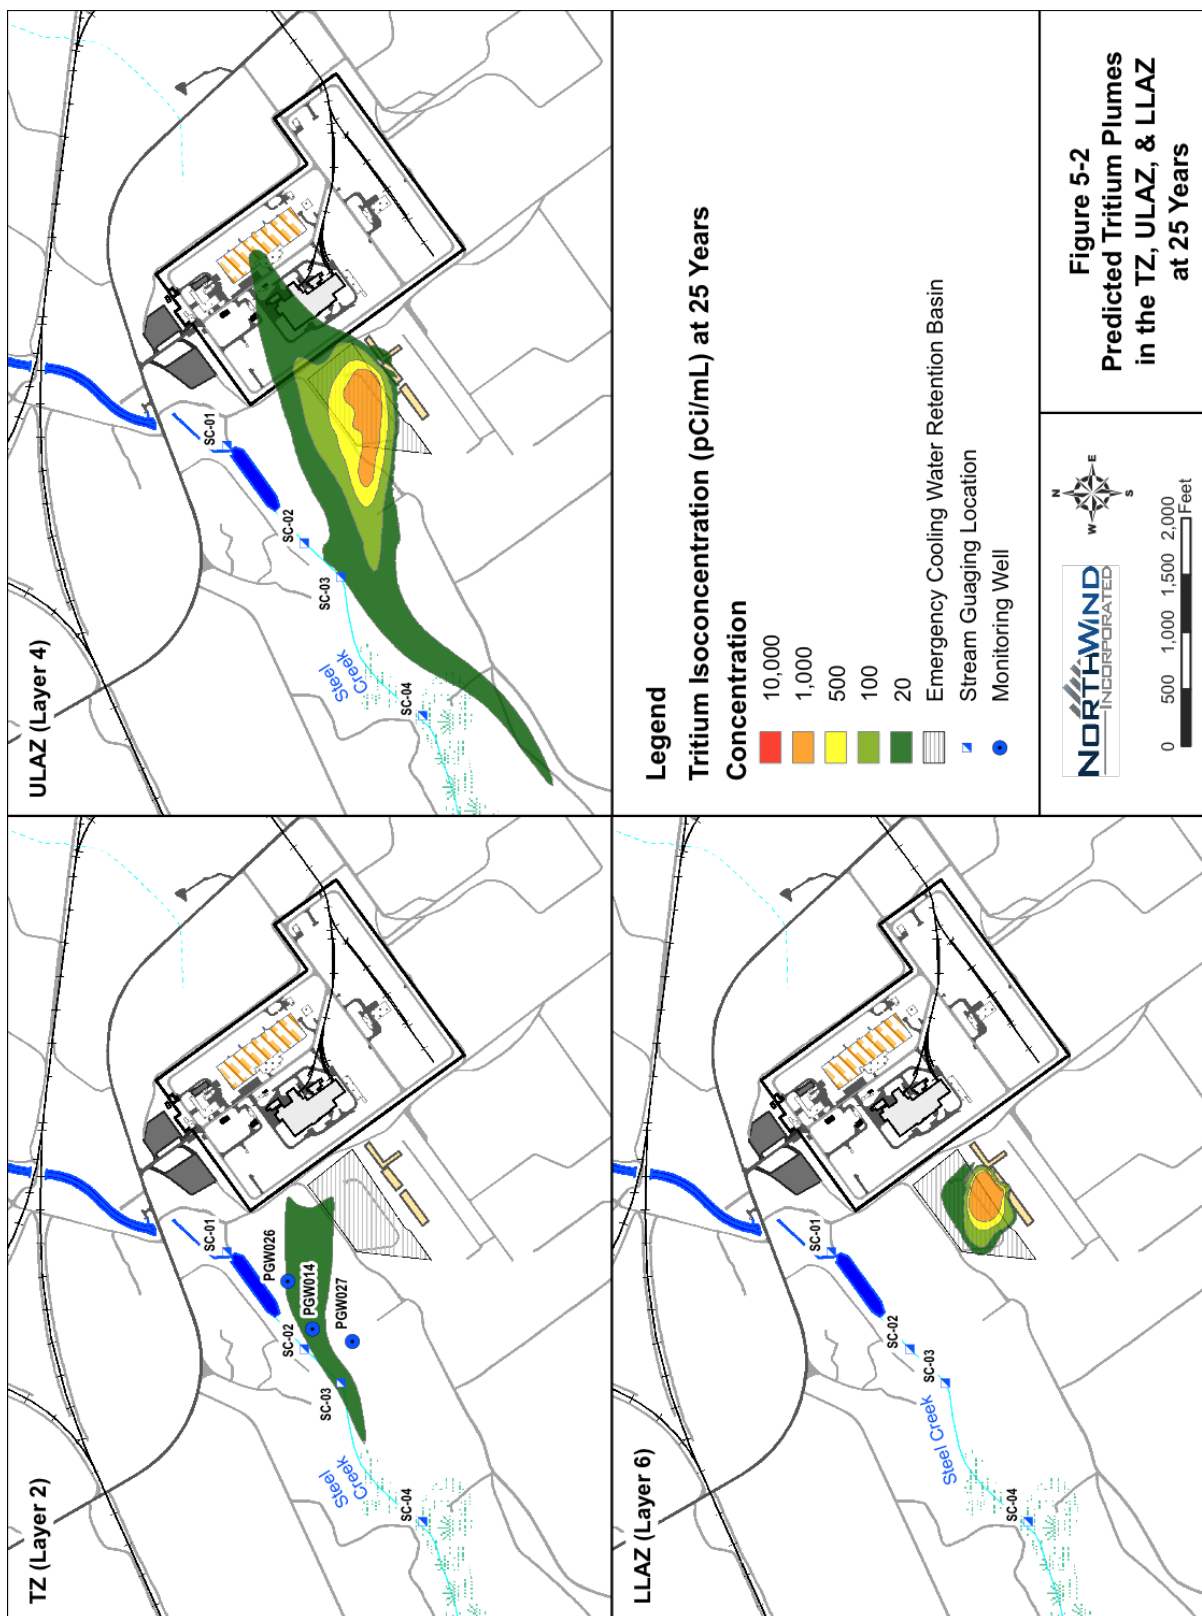 TZ (Layer 2)
SC-01
PGW026
SC-02
PGW014
PGW027
SC-03
Steel
Creek
SC-04
ULAZ (Layer 4)
SC-01
SC-02
SC-03
Steel
Creek
SC-04
LLAZ (Layer 6)
SC-01
SC-02
SC-03
Steel Creek
SC-04
Legend
Tritium Isoconcentration (pCi/mL) at 25 Years
Concentration
10,000
1,000
500
100
20
Emergency Cooling Water Retention Basin
Stream Guaging Location
Monitoring Well
NORTHWIND
INCORPORATED
N
W E
S
0 500 1,000 1,500 2,000
Feet
Figure 5-2
Predicted Tritium Plumes
in the TZ, ULAZ, & LLAZ
at 25 Years